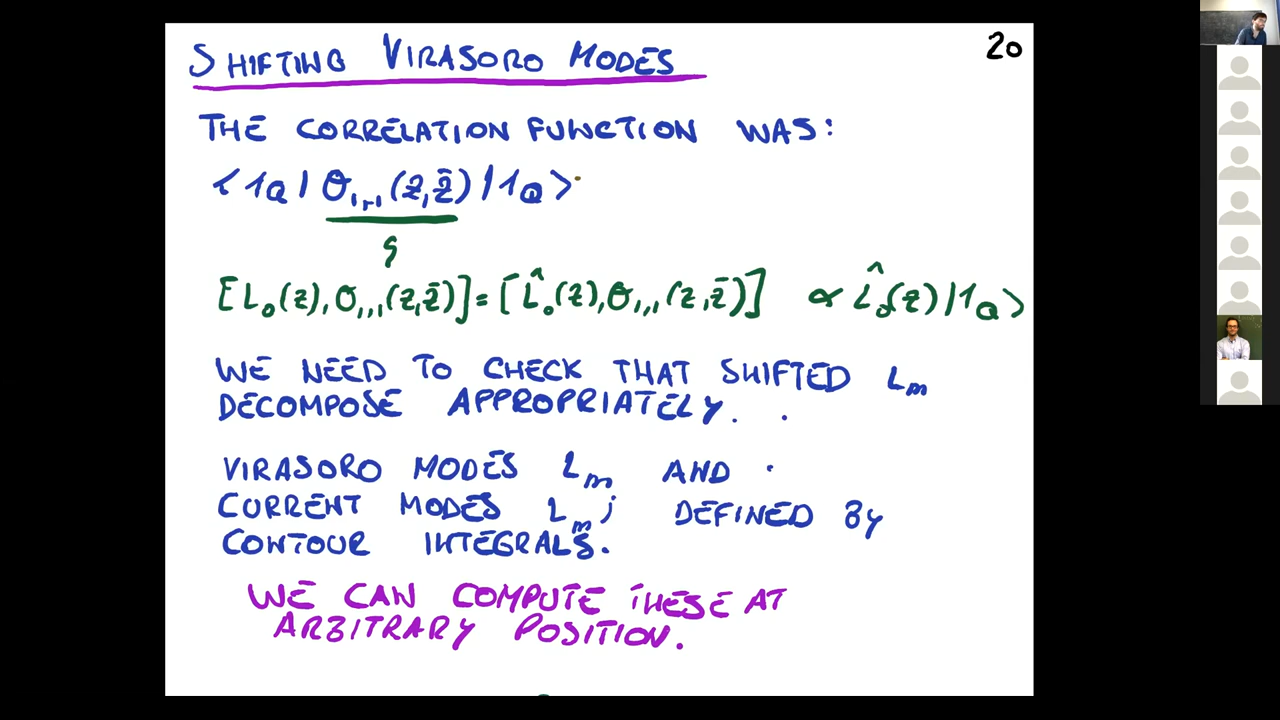 SHIFTING VIRASORO MODES
20
THE CORRELATION FUNCTION WAS:
<1_Q|O_{1,r,1}(z,z̄)|1_Q>
[L_0(z),O_{1,1,1}(z,z̄)]=[L̂_0(z),O_{1,1,1}(z,z̄)] ∝ L̂_0(z)|1_Q>
WE NEED TO CHECK THAT SHIFTED L_m
DECOMPOSE APPROPRIATELY.
VIRASORO MODES L_m AND
CURRENT MODES L_m^j DEFINED BY
CONTOUR INTEGRALS.
WE CAN COMPUTE THESE AT
ARBITRARY POSITION.